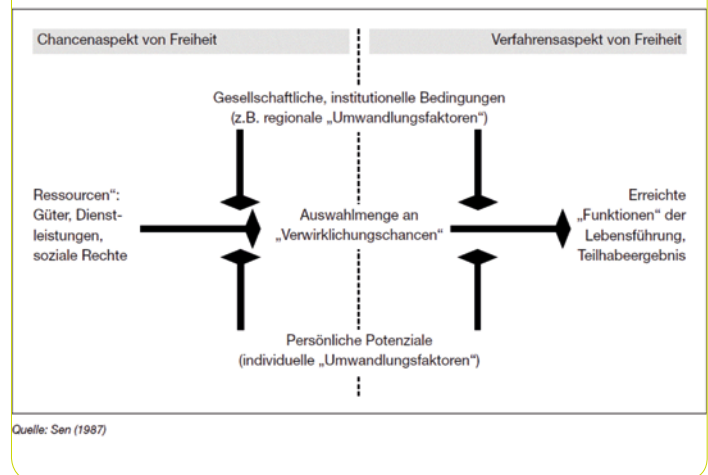 Chancenaspekt von Freiheit
Verfahrensaspekt von Freiheit
Gesellschaftliche, institutionelle Bedingungen
(z.B. regionale „Umwandlungsfaktoren“)
Ressourcen“:
Güter, Dienst-
leistungen,
soziale Rechte
Auswahlmenge an
„Verwirklichungschancen“
Erreichte
„Funktionen“ der
Lebensführung,
Teilhabeergebnis
Persönliche Potenziale
(individuelle „Umwandlungsfaktoren“)
Quelle: Sen (1987)